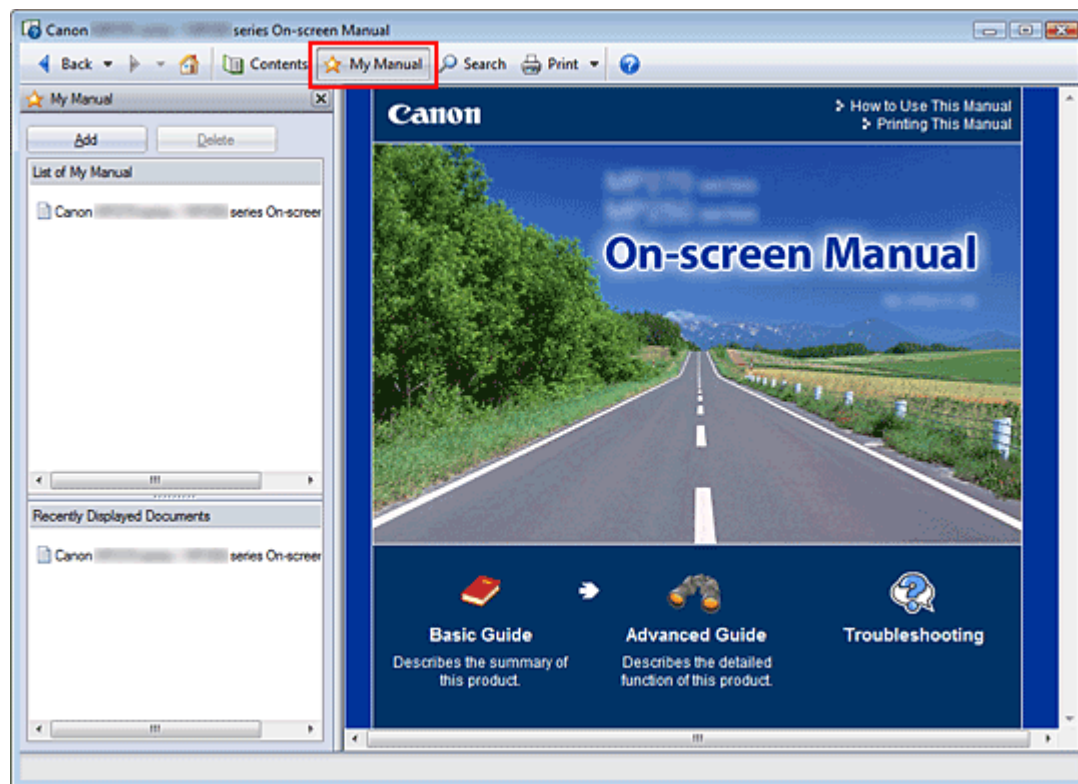 Canon series On-screen Manual
Back Contents My Manual Search Print
My Manual
Add Delete
List of My Manual
Canon series On-screen
Recently Displayed Documents
Canon series On-screen
Canon
How to Use This Manual
Printing This Manual
series
series
On-screen Manual
Basic Guide
Describes the summary of
this product.
Advanced Guide
Describes the detailed
function of this product.
Troubleshooting